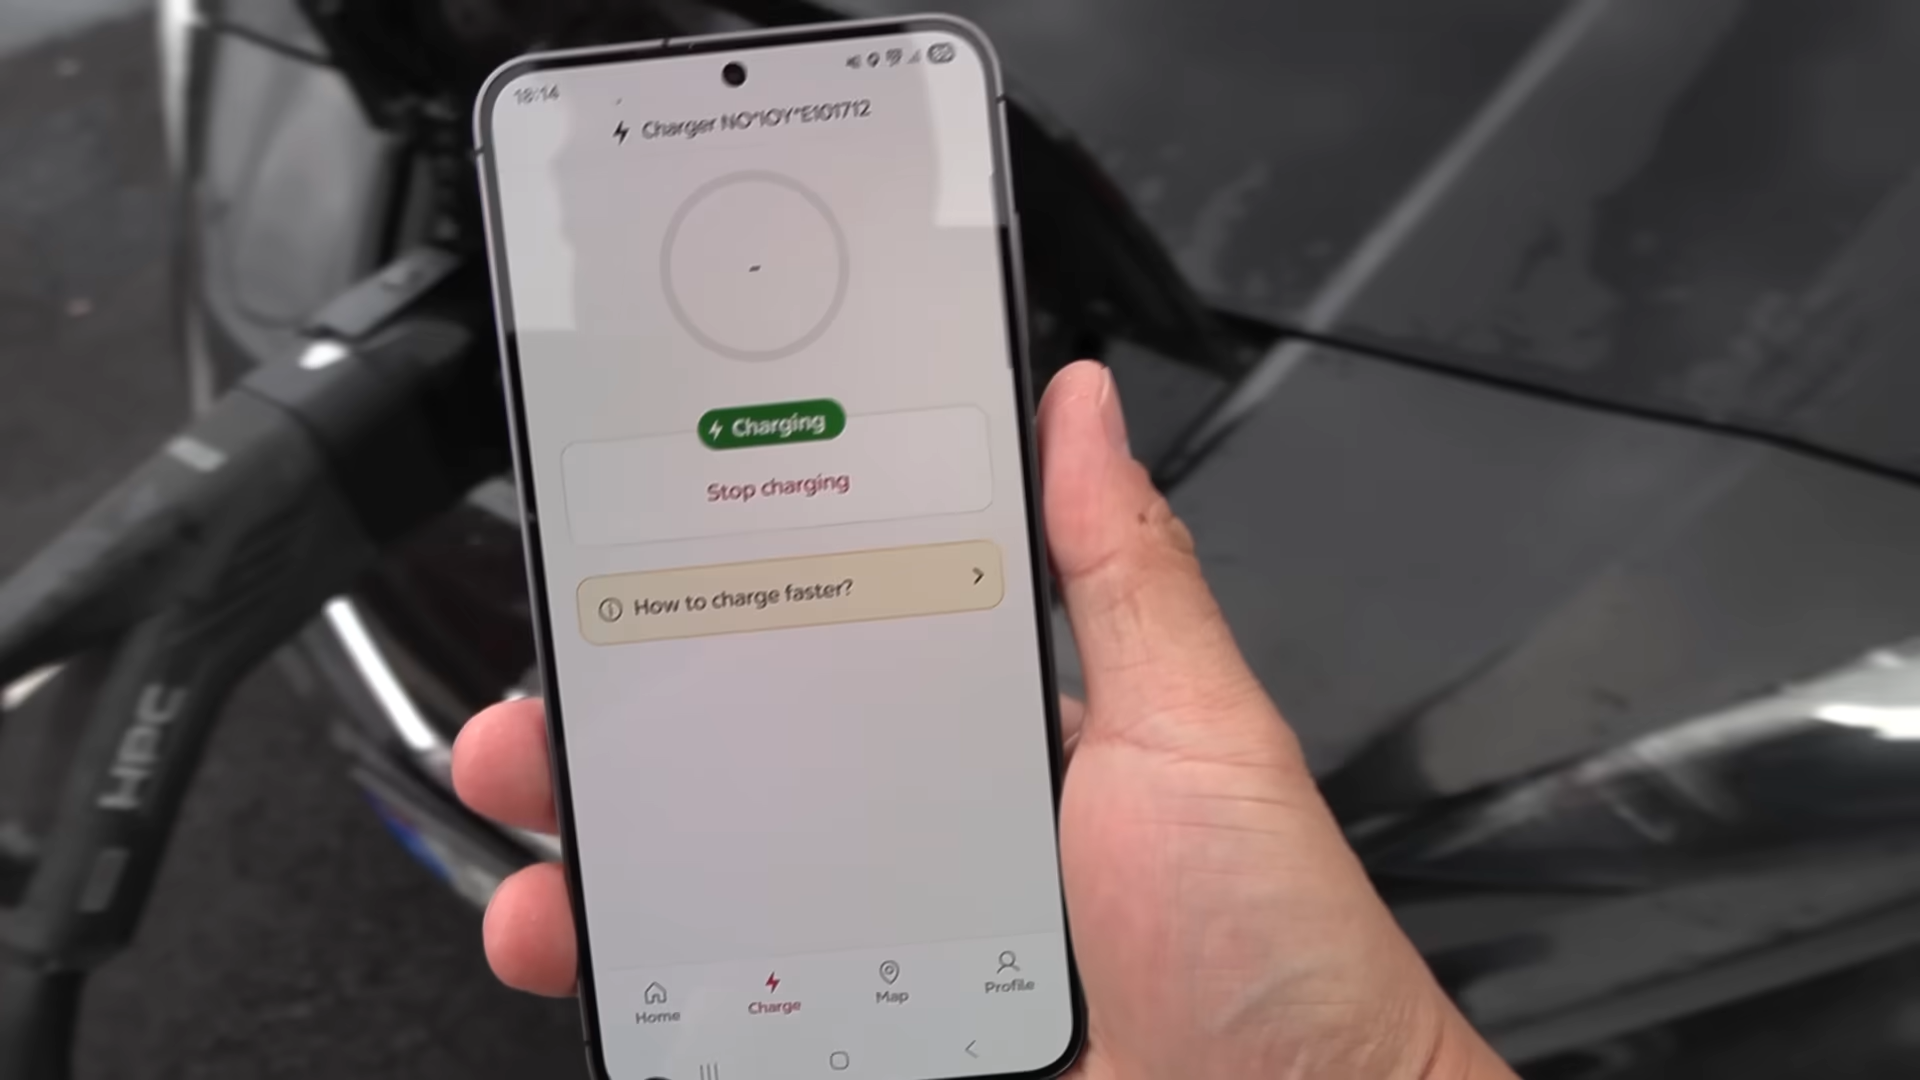 18:14
Charger NO*IOY*E101712
-
Charging
Stop charging
How to charge faster?
HPC
Home
Charge
Map
Profile